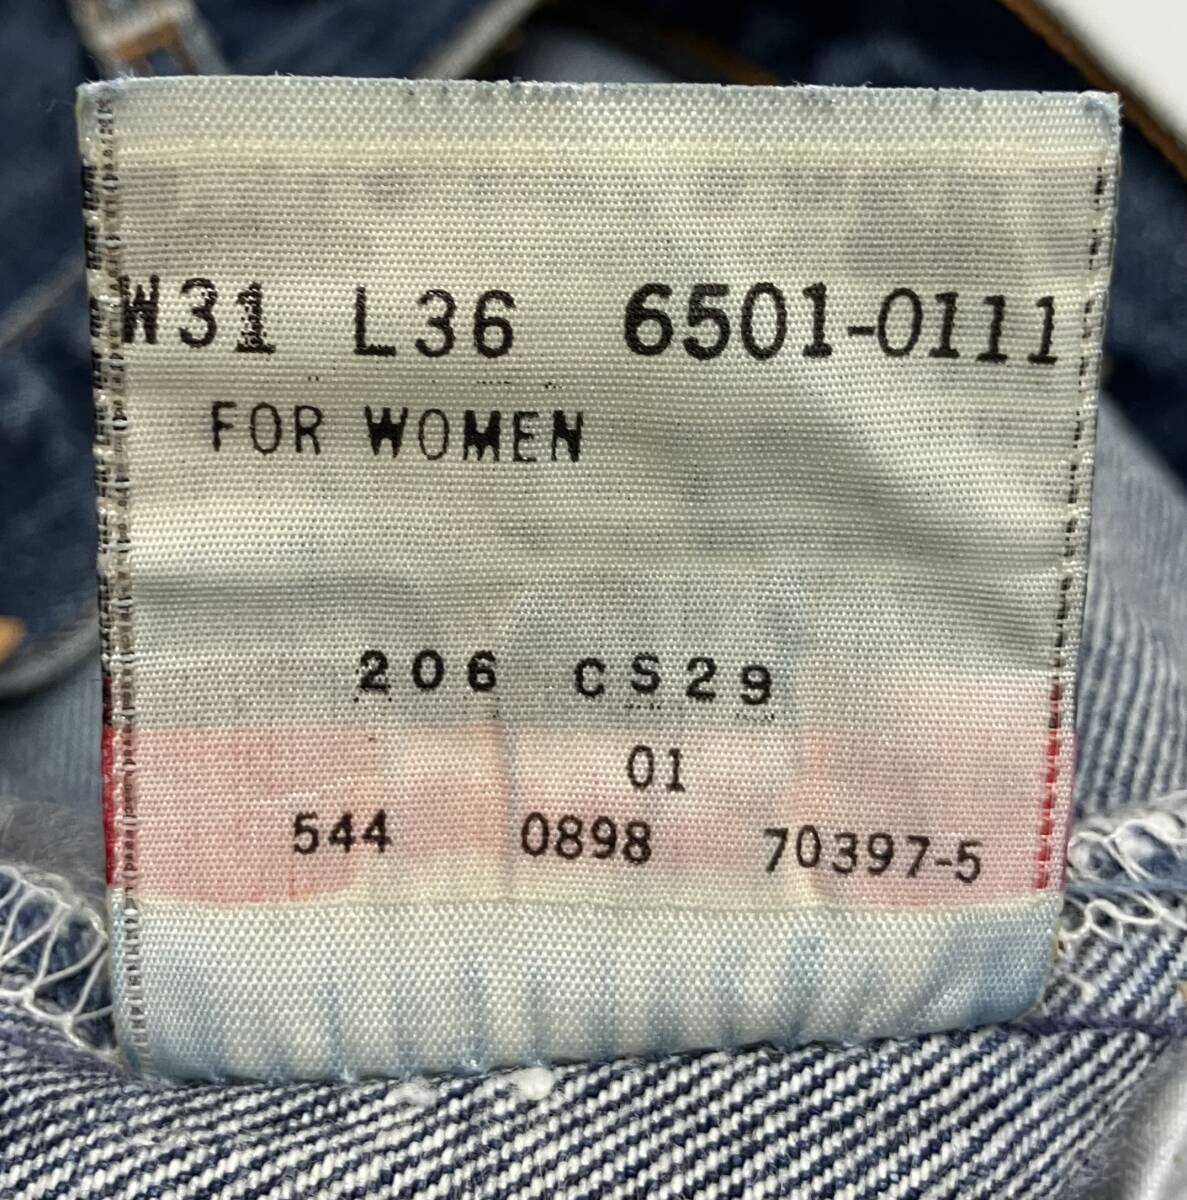 W31 L36 6501-0111
FOR WOMEN
206 CS29
01
544 0898 70397-5